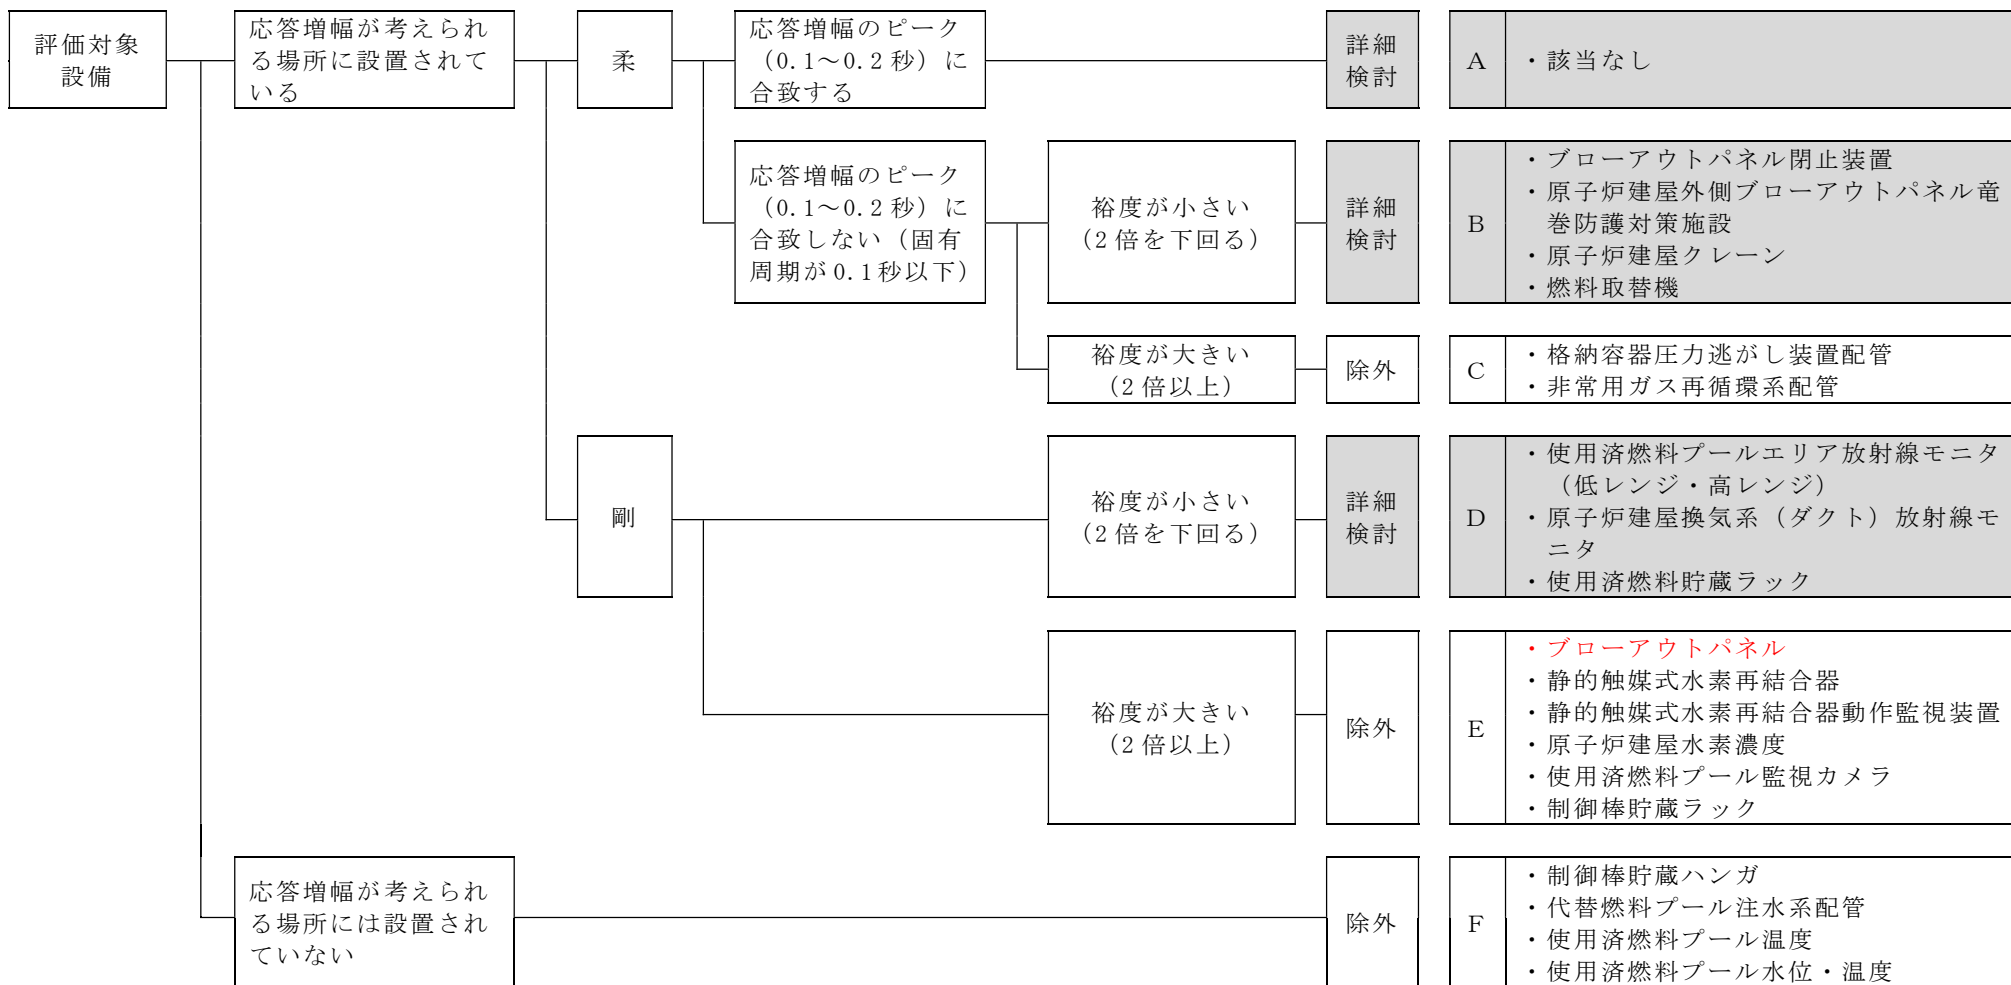 評価対象
設備
応答増幅が考えられ
る場所に設置されて
いる
柔
応答増幅のピーク
(0.1～0.2秒)に
合致する
詳細
検討
A
・該当なし
応答増幅のピーク
(0.1～0.2秒)に
合致しない(固有
周期が0.1秒以下)
裕度が小さい
(2倍を下回る)
詳細
検討
B
・ブローアウトパネル閉止装置
・原子炉建屋外側ブローアウトパネル竜
巻防護対策施設
・原子炉建屋クレーン
・燃料取替機
裕度が大きい
(2倍以上)
除外
C
・格納容器圧力逃がし装置配管
・非常用ガス再循環系配管
剛
裕度が小さい
(2倍を下回る)
詳細
検討
D
・使用済燃料プールエリア放射線モニタ
(低レンジ・高レンジ)
・原子炉建屋換気系(ダクト)放射線モ
ニタ
・使用済燃料貯蔵ラック
裕度が大きい
(2倍以上)
除外
E
・ブローアウトパネル
・静的触媒式水素再結合器
・静的触媒式水素再結合器動作監視装置
・原子炉建屋水素濃度
・使用済燃料プール監視カメラ
・制御棒貯蔵ラック
応答増幅が考えられ
る場所には設置され
ていない
除外
F
・制御棒貯蔵ハンガ
・代替燃料プール注水系配管
・使用済燃料プール温度
・使用済燃料プール水位・温度